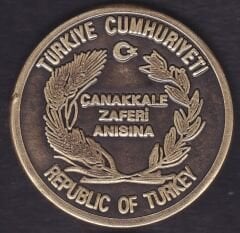 TÜRKİYE CUMHURİYETİ
ÇANAKKALE
ZAFERİ
ANISINA
REPUBLIC OF TURKEY